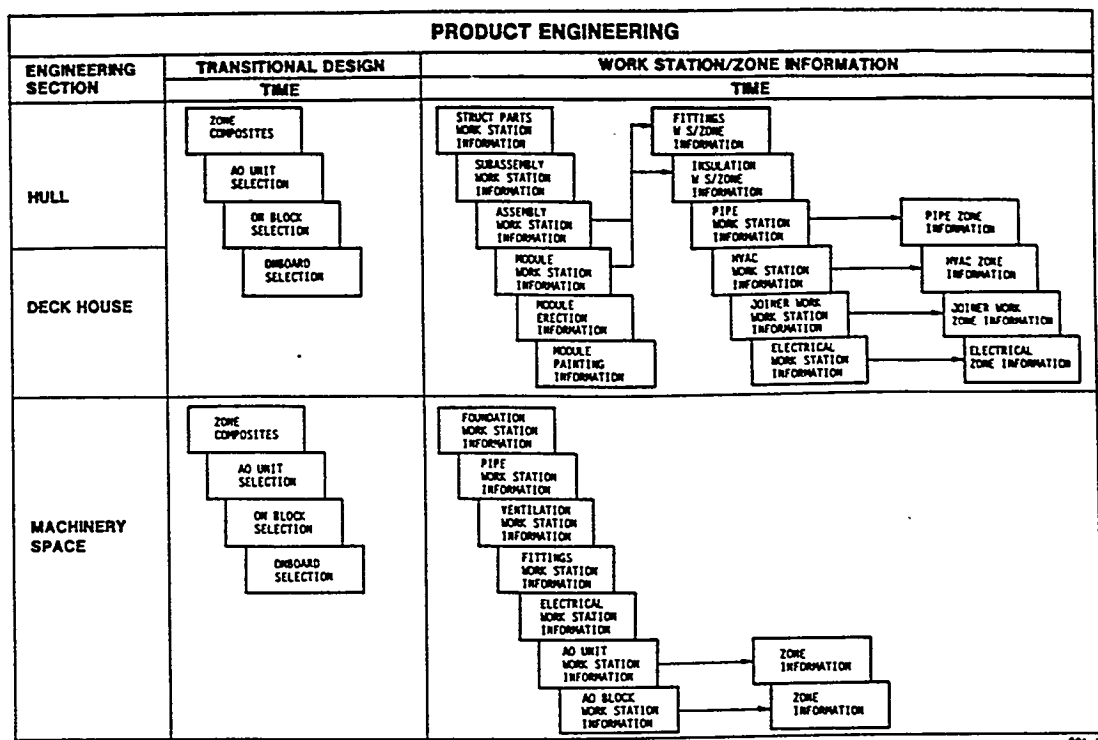 PRODUCT ENGINEERING
ENGINEERING
SECTION
TRANSITIONAL DESIGN
TIME
WORK STATION/ZONE INFORMATION
TIME
HULL
DECK HOUSE
ZONE
COMPOSITES
AO UNIT
SELECTION
ON BLOCK
SELECTION
ONBOARD
SELECTION
STRUCT PARTS
WORK STATION
INFORMATION
SUBASSEMBLY
WORK STATION
INFORMATION
ASSEMBLY
WORK STATION
INFORMATION
MODULE
WORK STATION
INFORMATION
MODULE
ERECTION
INFORMATION
MODULE
PAINTING
INFORMATION
FITTINGS
W S/ZONE
INFORMATION
INSULATION
W S/ZONE
INFORMATION
PIPE
WORK STATION
INFORMATION
HVAC
WORK STATION
INFORMATION
JOINER WORK
WORK STATION
INFORMATION
ELECTRICAL
WORK STATION
INFORMATION
PIPE ZONE
INFORMATION
HVAC ZONE
INFORMATION
JOINER WORK
ZONE INFORMATION
ELECTRICAL
ZONE INFORMATION
MACHINERY
SPACE
ZONE
COMPOSITES
AO UNIT
SELECTION
ON BLOCK
SELECTION
ONBOARD
SELECTION
FOUNDATION
WORK STATION
INFORMATION
PIPE
WORK STATION
INFORMATION
VENTILATION
WORK STATION
INFORMATION
FITTINGS
WORK STATION
INFORMATION
ELECTRICAL
WORK STATION
INFORMATION
AO UNIT
WORK STATION
INFORMATION
AO BLOCK
WORK STATION
INFORMATION
ZONE
INFORMATION
ZONE
INFORMATION